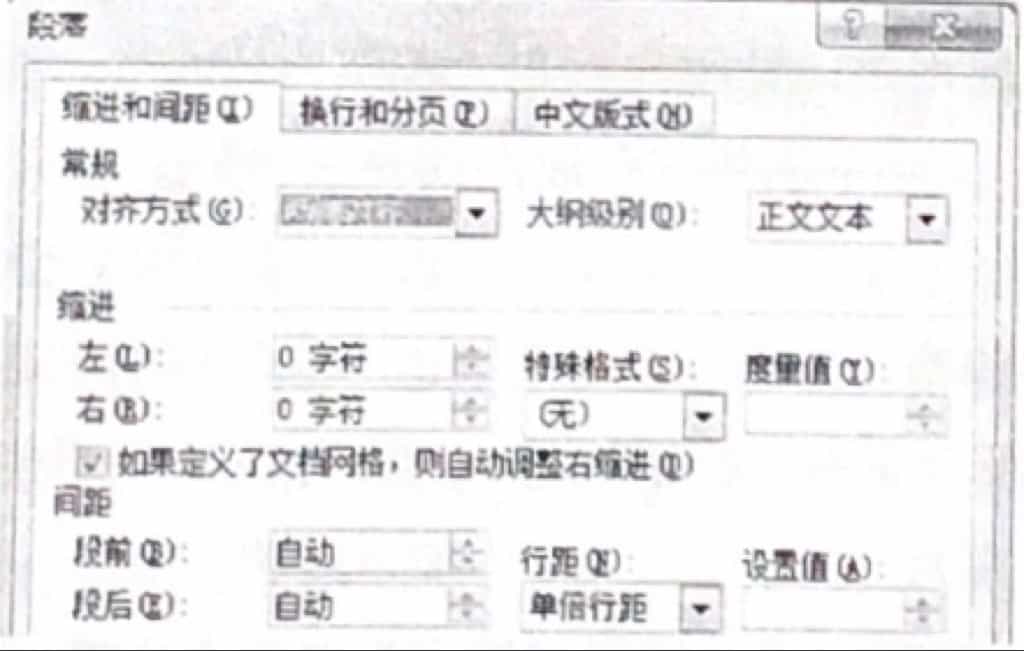 段落
缩进和间距(I) 换行和分页(P) 中文版式(H)
常规
对齐方式(G): 大纲级别(O): 正文文本
缩进
左(L): 0 字符 特殊格式(S): 度量值(Y):
右(R): 0 字符 (无)
如果定义了文档网格，则自动调整右缩进(D)
间距
段前(B): 自动 行距(N): 设置值(A):
段后(E): 自动 单倍行距